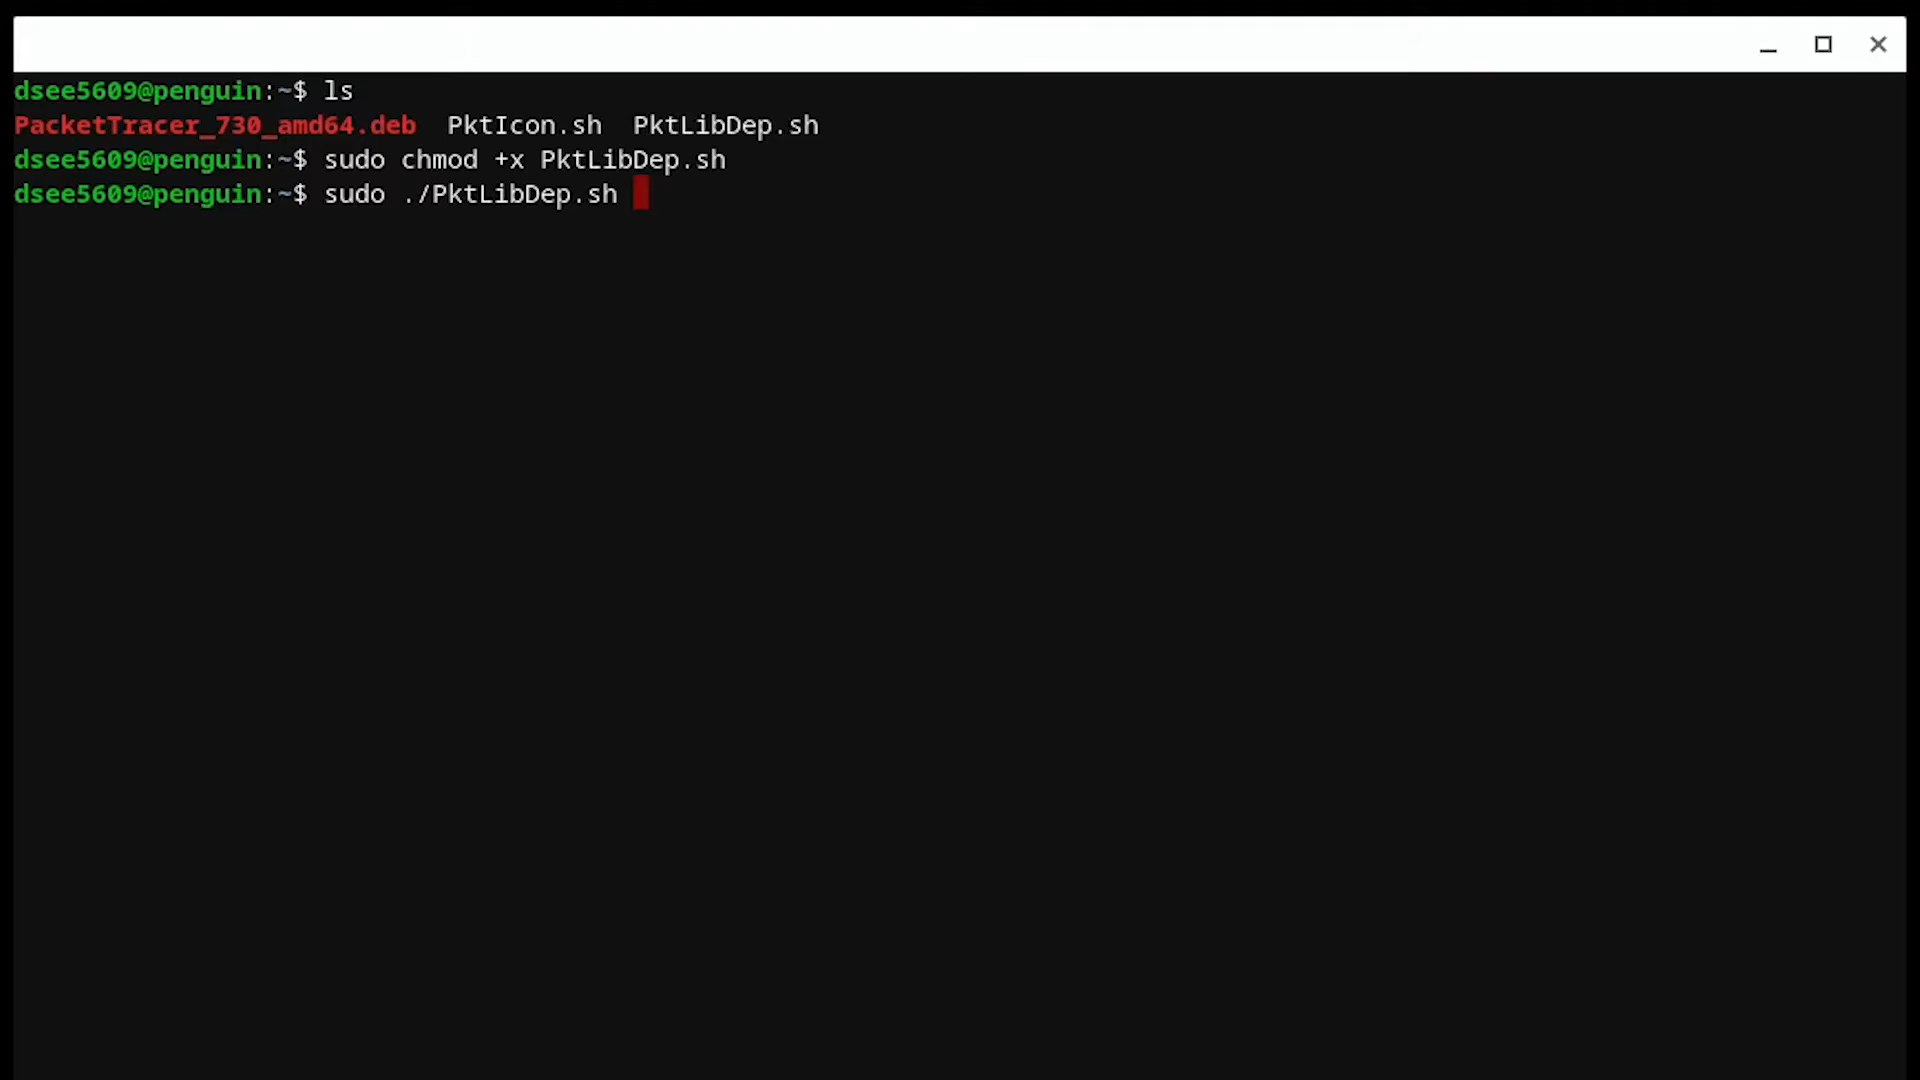 dsee5609@penguin:~$ ls
PacketTracer_730_amd64.deb  PktIcon.sh  PktLibDep.sh
dsee5609@penguin:~$ sudo chmod +x PktLibDep.sh
dsee5609@penguin:~$ sudo ./PktLibDep.sh